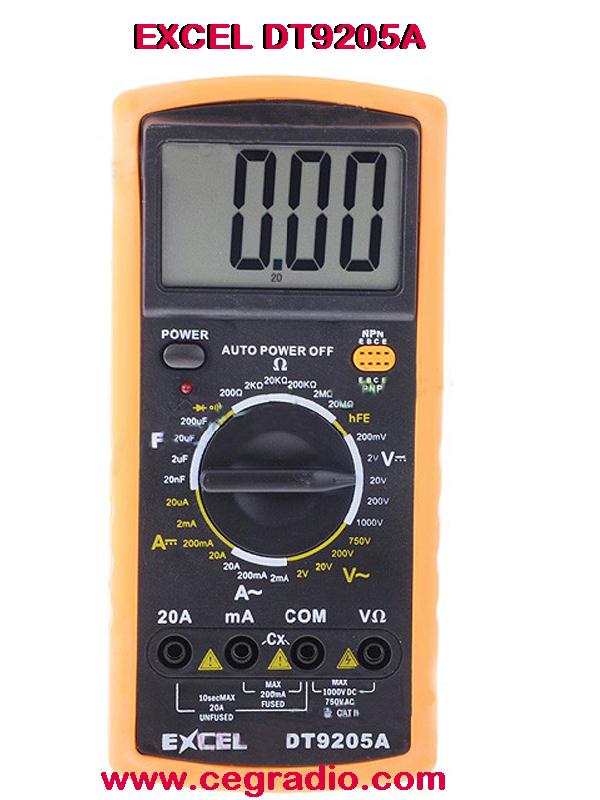 EXCEL DT9205A
0.00
20
POWER
AUTO POWER OFF
NPN
EBCE
EBCE
PNP
Ω
200Ω 2KΩ 20KΩ 200KΩ 2MΩ 20MΩ
hFE
200mV
2V
20V
200V
1000V
V⎓
750V
200V
20V
2V
V~
2mA
200mA
20A
A~
20A
200mA
2mA
20uA
A⎓
20nF
2uF
20uF
200uF
F
20A mA COM VΩ
Cx
10secMAX
20A
UNFUSED
MAX
200mA
FUSED
MAX
1000V DC
750V AC
CAT II
EXCEL DT9205A
www.cegradio.com